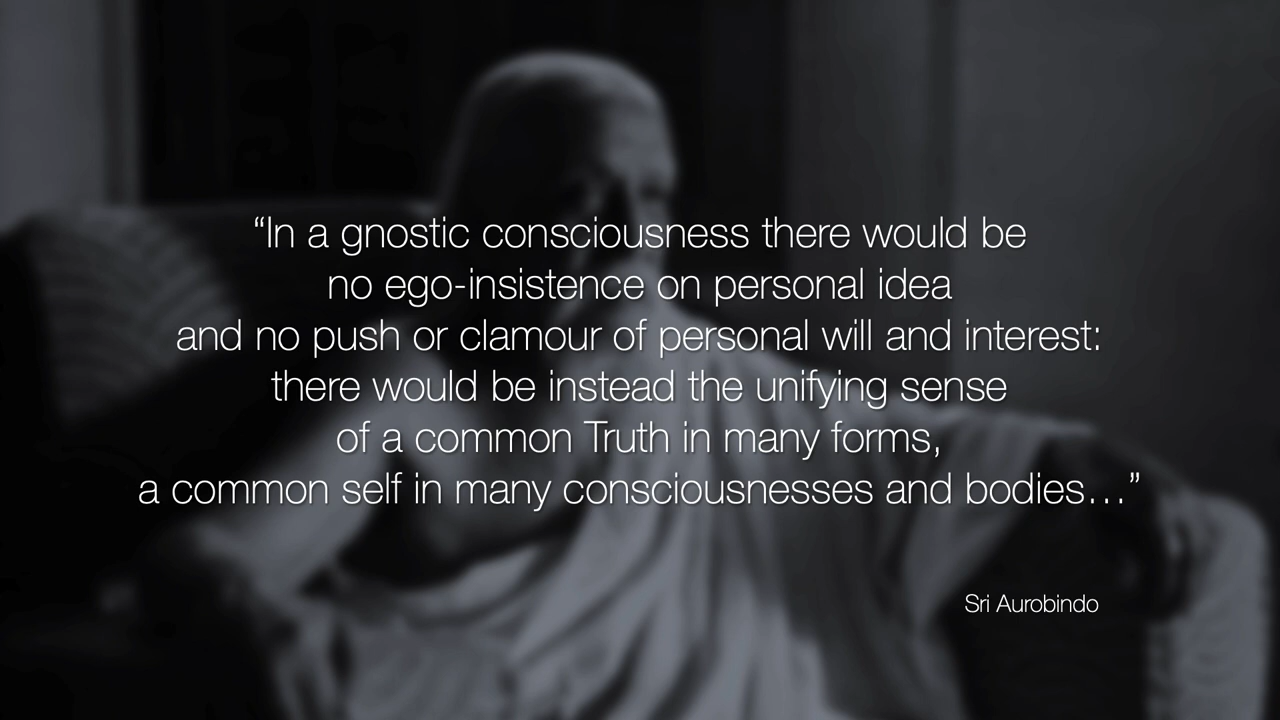 “In a gnostic consciousness there would be
no ego-insistence on personal idea
and no push or clamour of personal will and interest:
there would be instead the unifying sense
of a common Truth in many forms,
a common self in many consciousnesses and bodies…”
Sri Aurobindo